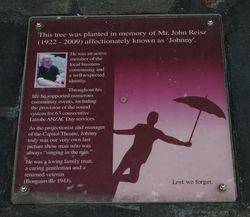 This tree was planted in memory of Mr. John Reisz
(1922 - 2009) affectionately known as 'Johnny'.
He was an active
member of the
local business
community and
a well respected
identity.
Throughout his
life he supported numerous
community events, including
the provision of the sound
system for 63 consecutive
Latrobe ANZAC Day services.
As the projectionist and manager
of the Capitol Theatre, Johnny
truly was our very own last
picture show man who was
always "singing in the rain."
He was a loving family man,
a caring gentleman and a
returned veteran
(Bougainville 1943).
Lest we forget.